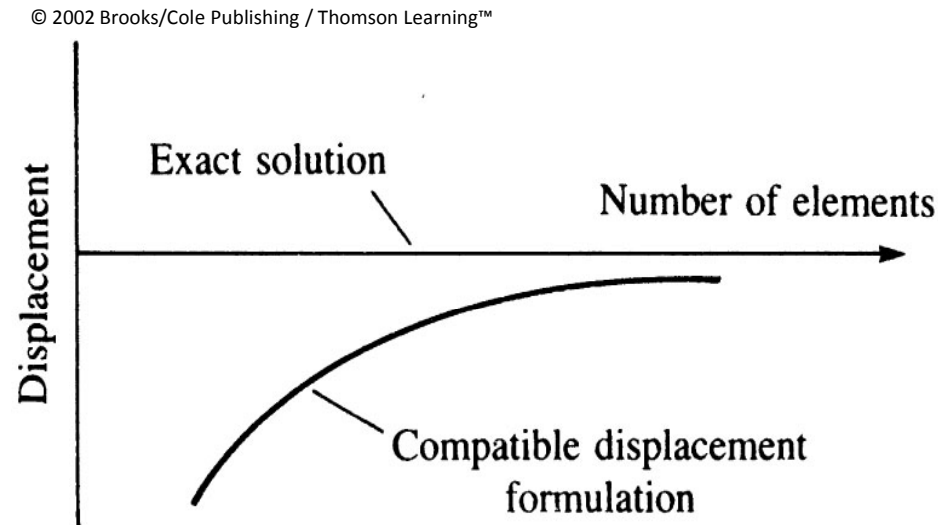 © 2002 Brooks/Cole Publishing / Thomson Learning™
Exact solution
Number of elements
Displacement
Compatible displacement
formulation